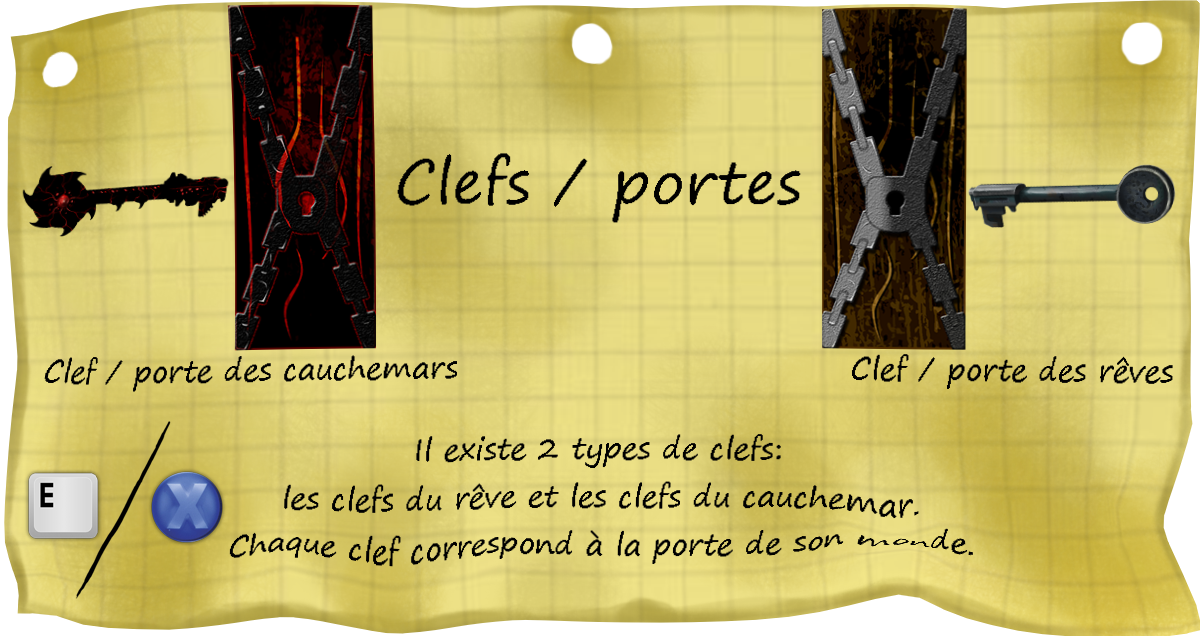 Clefs / portes
Clef / porte des cauchemars
Clef / porte des rêves
Il existe 2 types de clefs:
les clefs du rêve et les clefs du cauchemar.
Chaque clef correspond à la porte de son monde.
E
X